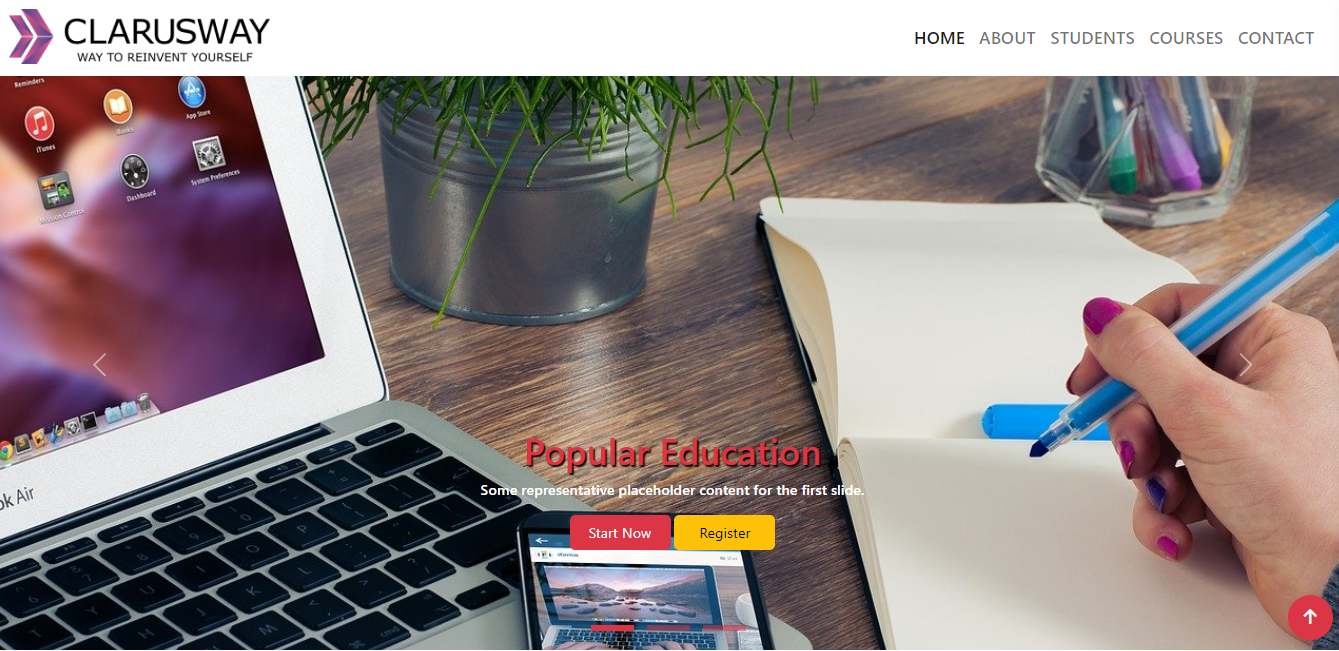 CLARUSWAY
WAY TO REINVENT YOURSELF
HOME ABOUT STUDENTS COURSES CONTACT
Reminders
iTunes
iBooks
App Store
Mission Control
Dashboard
System Preferences
Popular Education
Some representative placeholder content for the first slide.
Start Now
Register
ok Air